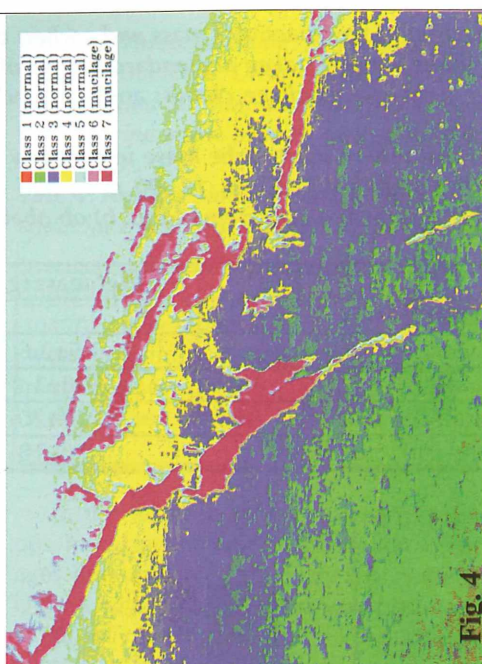 Class 1 (normal)
Class 2 (normal)
Class 3 (normal)
Class 4 (normal)
Class 5 (normal)
Class 6 (mucilage)
Class 7 (mucilage)
Fig. 4